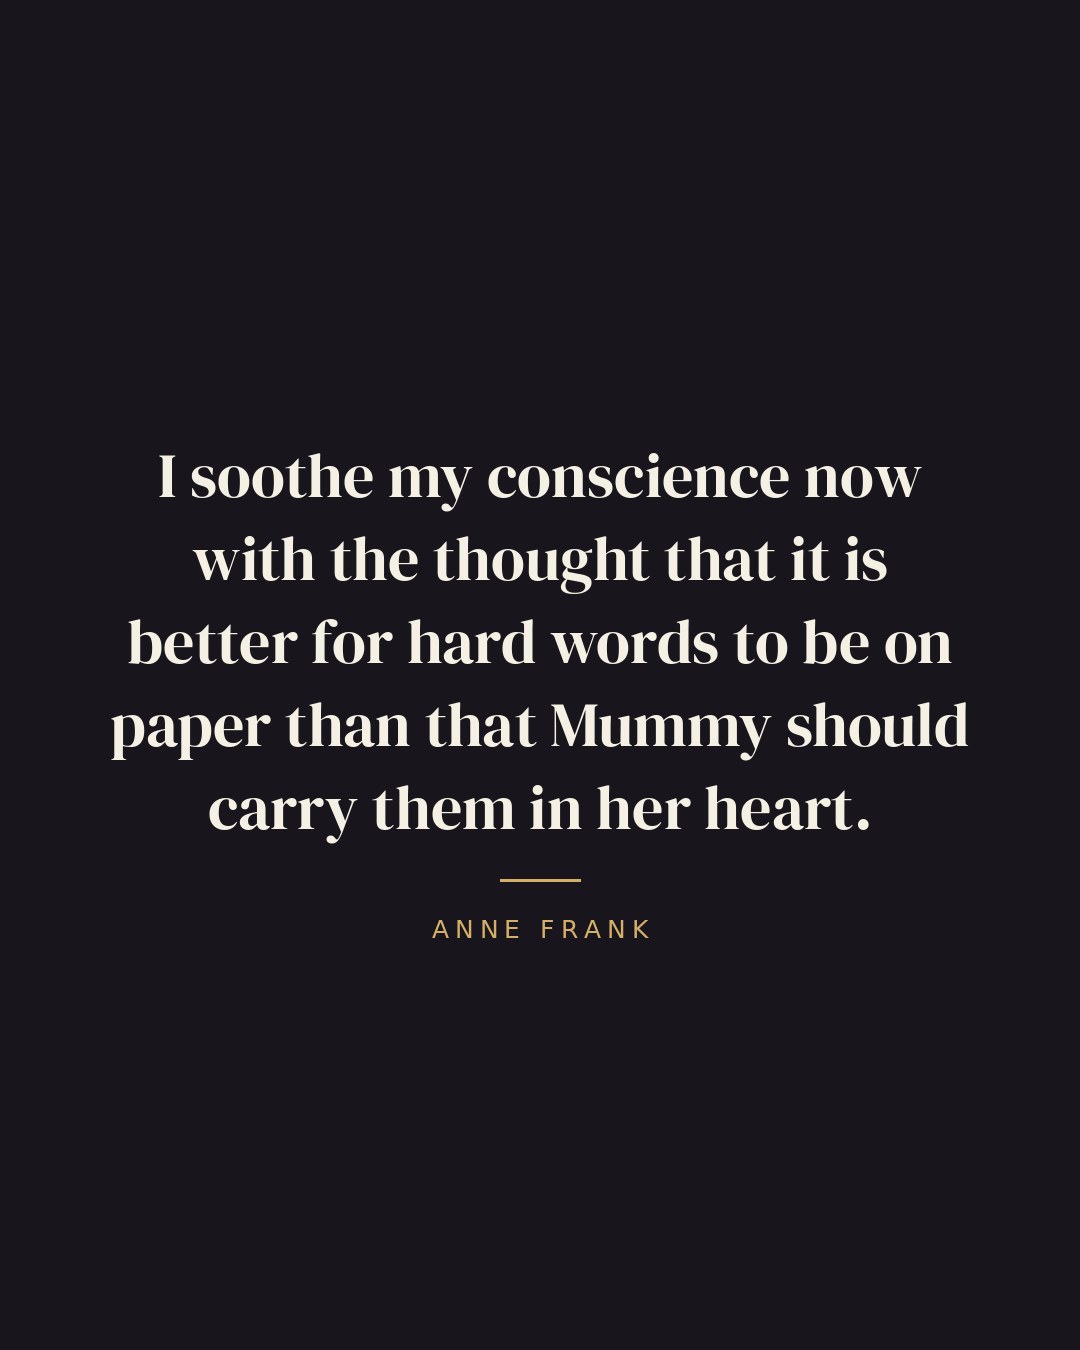 I soothe my conscience now
with the thought that it is
better for hard words to be on
paper than that Mummy should
carry them in her heart.
ANNE FRANK